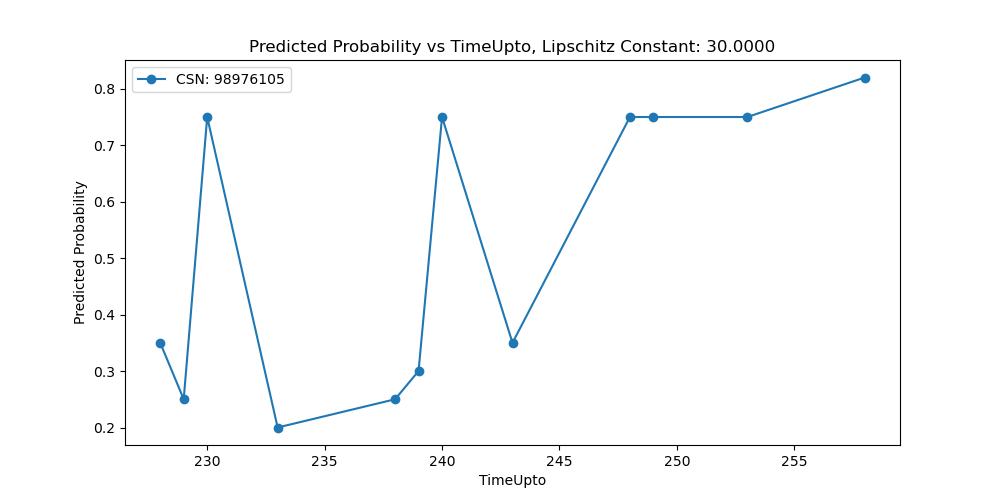 Predicted Probability vs TimeUpto, Lipschitz Constant: 30.0000
CSN: 98976105
Predicted Probability
0.8
0.7
0.6
0.5
0.4
0.3
0.2
230 235 240 245 250 255
TimeUpto